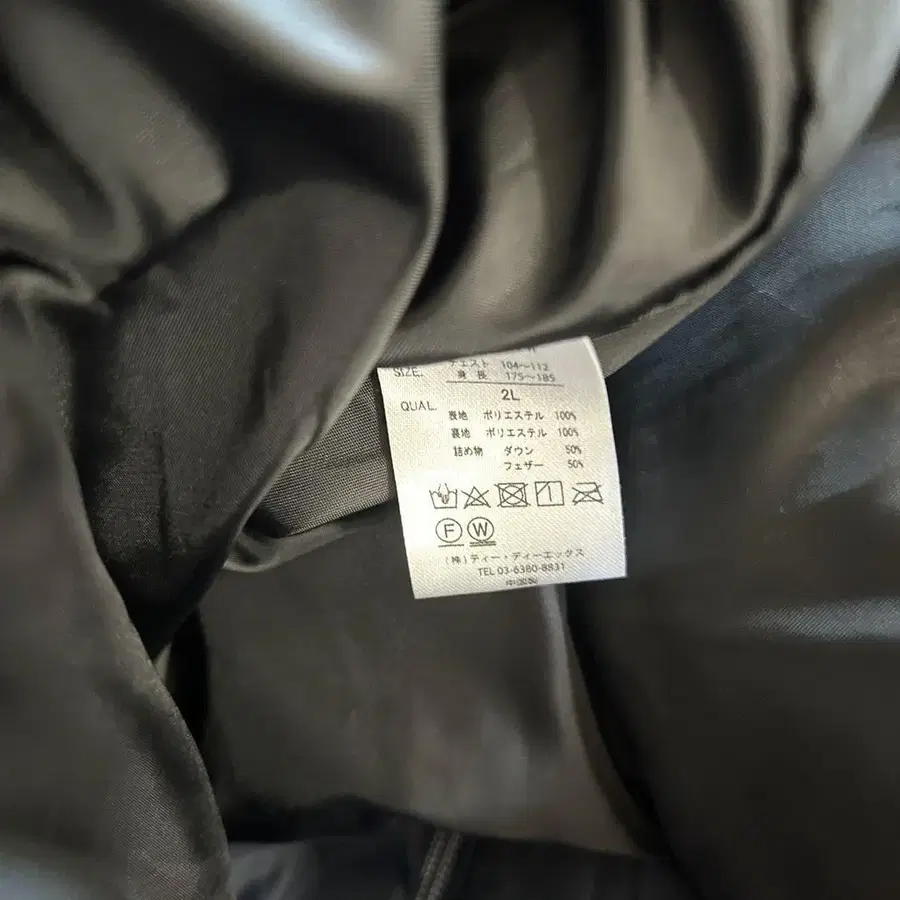 SIZE. チェスト 104～112
身長 175～185
2L
QUAL. 表地 ポリエステル 100%
裏地 ポリエステル 100%
詰め物 ダウン 50%
フェザー 50%
F W
(株)ティー・ディーエックス
TEL 03-6380-8831
中国製